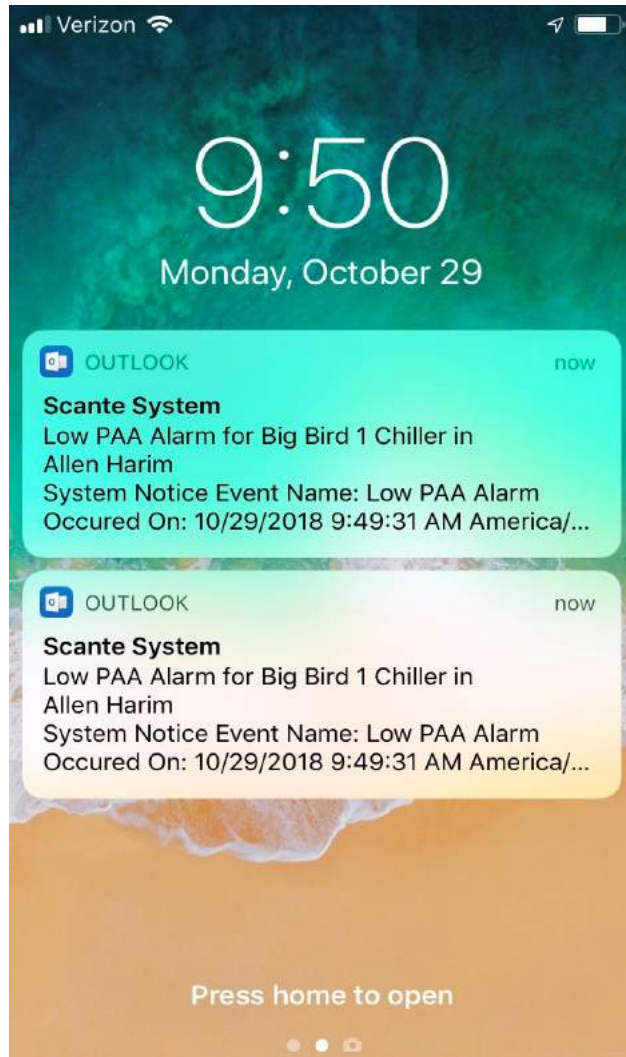 Verizon
9:50
Monday, October 29
OUTLOOK now
Scante System
Low PAA Alarm for Big Bird 1 Chiller in
Allen Harim
System Notice Event Name: Low PAA Alarm
Occured On: 10/29/2018 9:49:31 AM America/...
OUTLOOK now
Scante System
Low PAA Alarm for Big Bird 1 Chiller in
Allen Harim
System Notice Event Name: Low PAA Alarm
Occured On: 10/29/2018 9:49:31 AM America/...
Press home to open